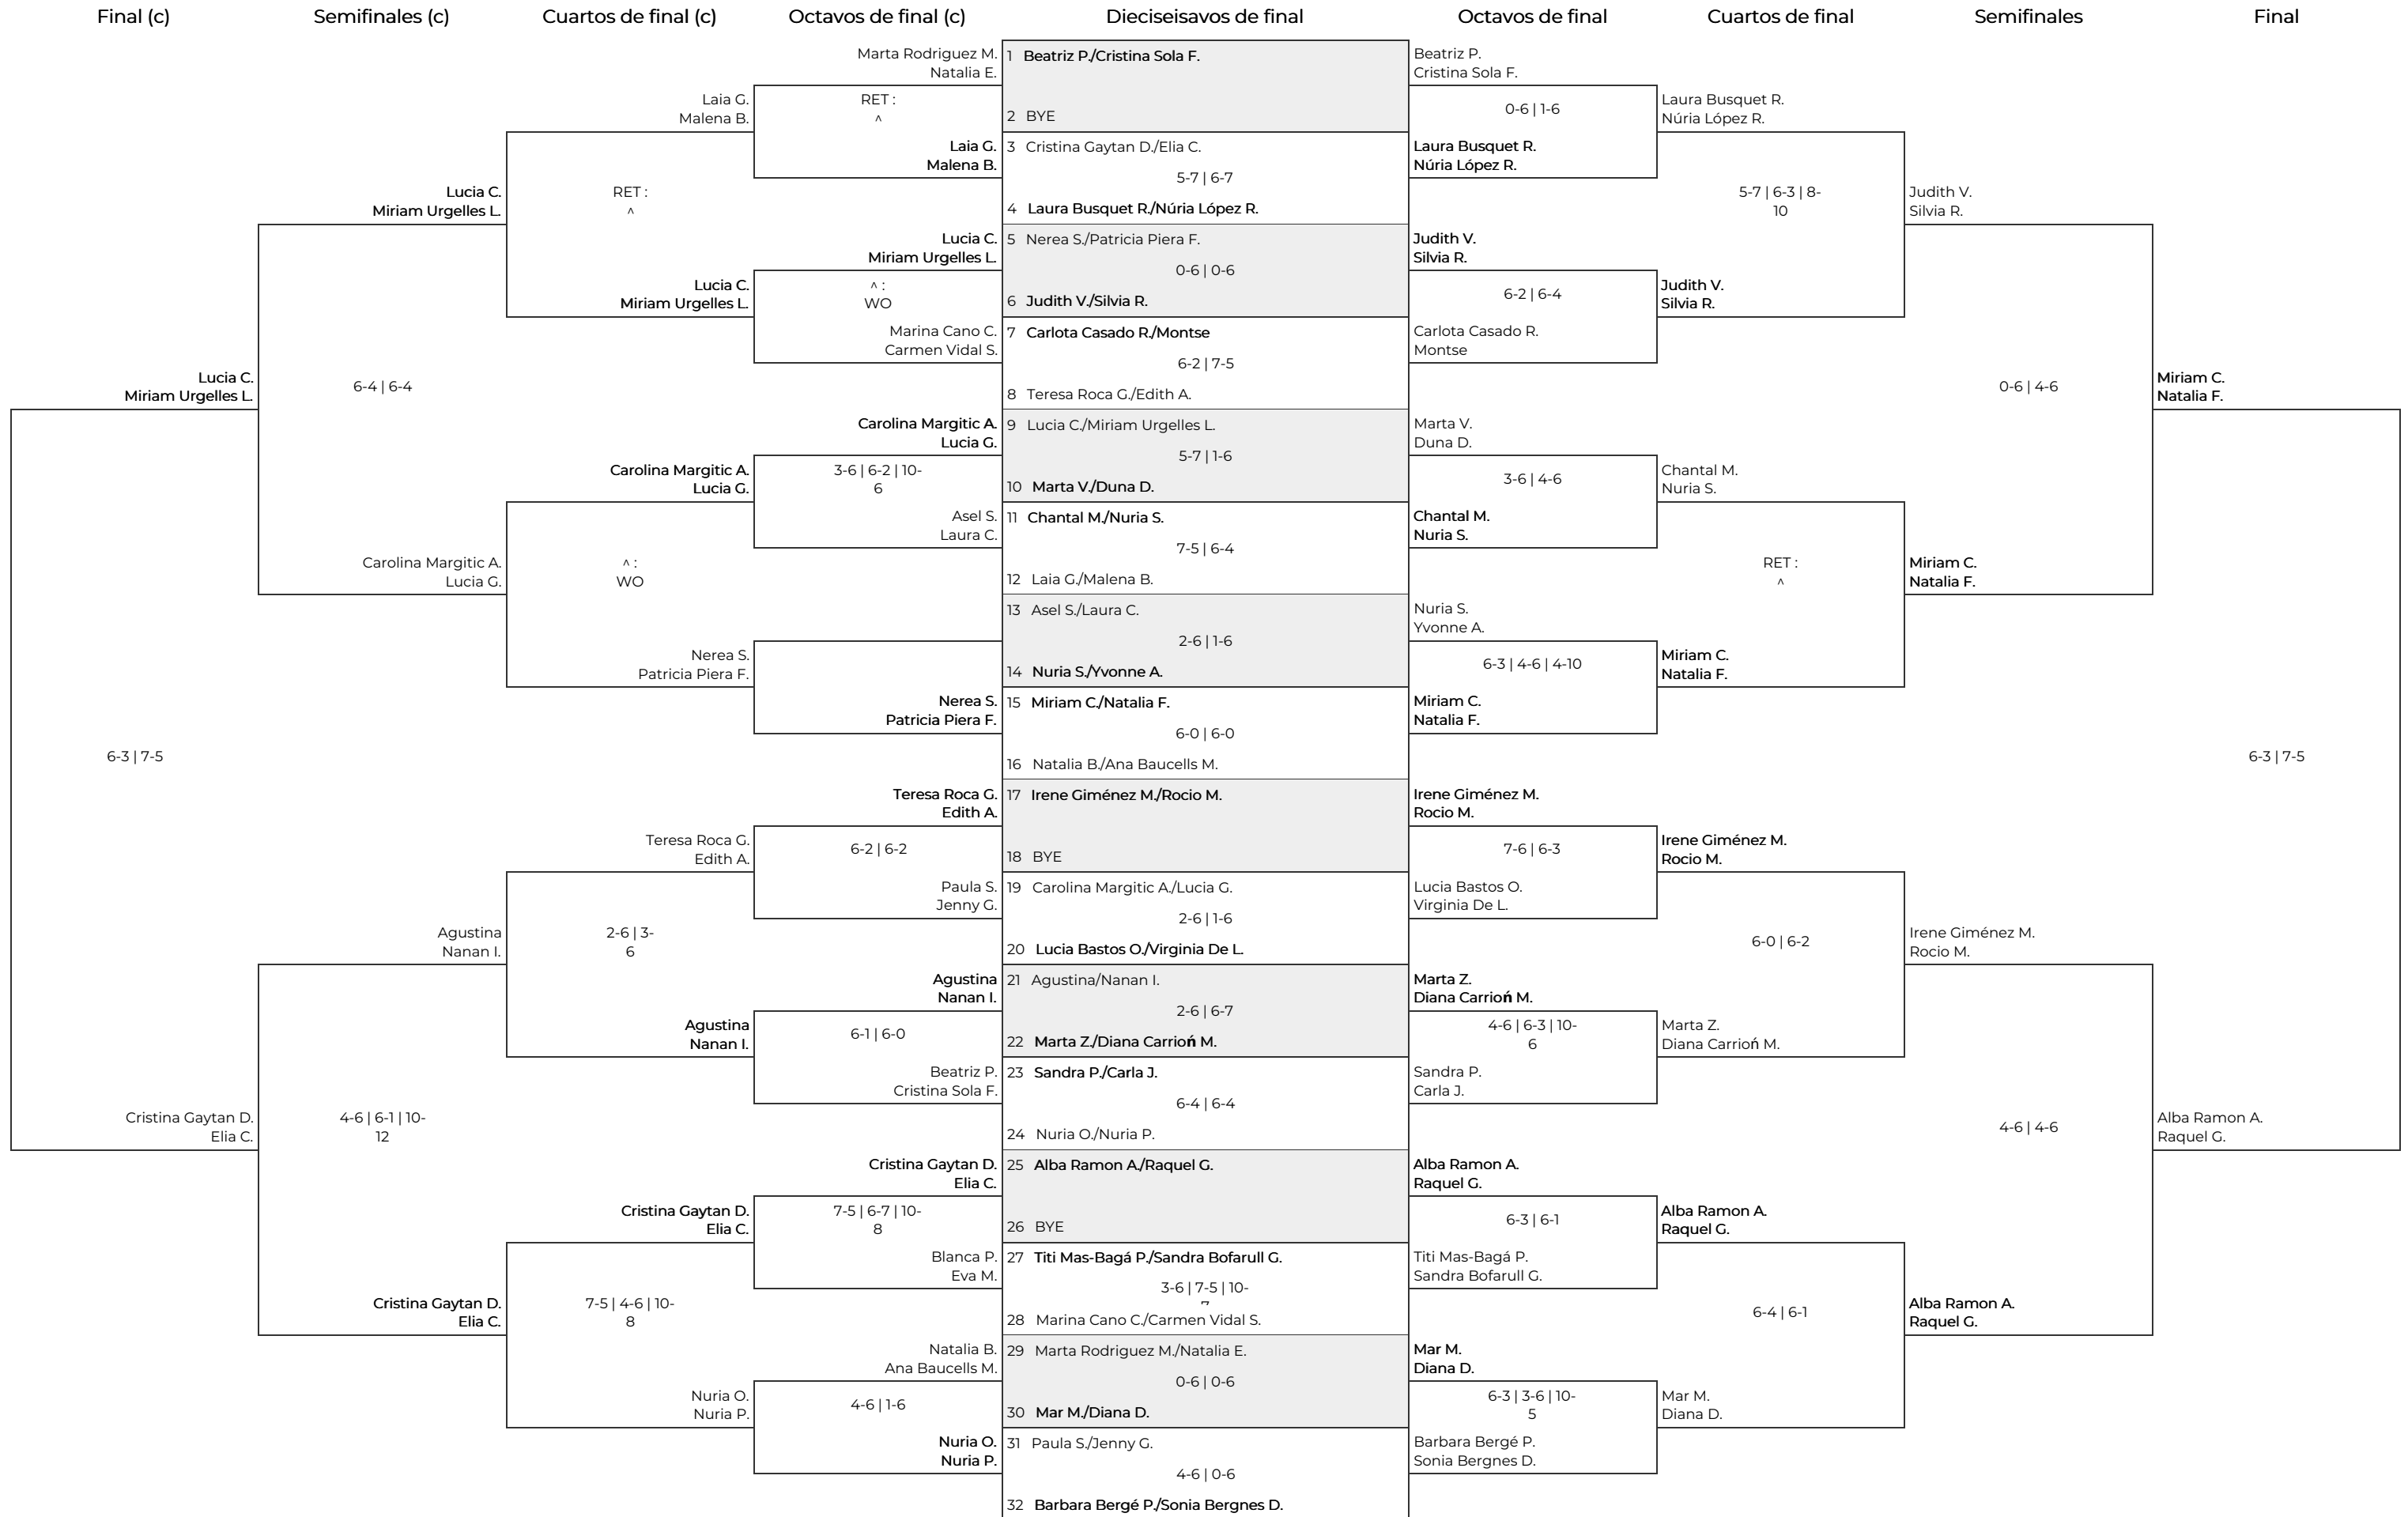 Final (c)
Semifinales (c)
Cuartos de final (c)
Octavos de final (c)
Dieciseisavos de final
Octavos de final
Cuartos de final
Semifinales
Final
Lucia C.
Miriam Urgelles L.
6-3 | 7-5
Cristina Gaytan D.
Elia C.
Lucia C.
Miriam Urgelles L.
6-4 | 6-4
Carolina Margitic A.
Lucia G.
Agustina
Nanan I.
4-6 | 6-1 | 10-
12
Cristina Gaytan D.
Elia C.
Laia G.
Malena B.
RET :
^
Lucia C.
Miriam Urgelles L.
Carolina Margitic A.
Lucia G.
^ :
WO
Nerea S.
Patricia Piera F.
Teresa Roca G.
Edith A.
2-6 | 3-
6
Agustina
Nanan I.
Cristina Gaytan D.
Elia C.
7-5 | 4-6 | 10-
8
Nuria O.
Nuria P.
Marta Rodriguez M.
Natalia E.
RET :
^
Laia G.
Malena B.
Lucia C.
Miriam Urgelles L.
^ :
WO
Marina Cano C.
Carmen Vidal S.
Carolina Margitic A.
Lucia G.
3-6 | 6-2 | 10-
6
Asel S.
Laura C.
Nerea S.
Patricia Piera F.
Teresa Roca G.
Edith A.
6-2 | 6-2
Paula S.
Jenny G.
Agustina
Nanan I.
6-1 | 6-0
Beatriz P.
Cristina Sola F.
Cristina Gaytan D.
Elia C.
7-5 | 6-7 | 10-
8
Blanca P.
Eva M.
Natalia B.
Ana Baucells M.
4-6 | 1-6
Nuria O.
Nuria P.
1 Beatriz P./Cristina Sola F.
2 BYE
3 Cristina Gaytan D./Elia C.
5-7 | 6-7
4 Laura Busquet R./Núria López R.
5 Nerea S./Patricia Piera F.
0-6 | 0-6
6 Judith V./Silvia R.
7 Carlota Casado R./Montse
6-2 | 7-5
8 Teresa Roca G./Edith A.
9 Lucia C./Miriam Urgelles L.
5-7 | 1-6
10 Marta V./Duna D.
11 Chantal M./Nuria S.
7-5 | 6-4
12 Laia G./Malena B.
13 Asel S./Laura C.
2-6 | 1-6
14 Nuria S./Yvonne A.
15 Miriam C./Natalia F.
6-0 | 6-0
16 Natalia B./Ana Baucells M.
17 Irene Giménez M./Rocio M.
18 BYE
19 Carolina Margitic A./Lucia G.
2-6 | 1-6
20 Lucia Bastos O./Virginia De L.
21 Agustina/Nanan I.
2-6 | 6-7
22 Marta Z./Diana Carrioń M.
23 Sandra P./Carla J.
6-4 | 6-4
24 Nuria O./Nuria P.
25 Alba Ramon A./Raquel G.
26 BYE
27 Titi Mas-Bagá P./Sandra Bofarull G.
3-6 | 7-5 | 10-
28 Marina Cano C./Carmen Vidal S.
29 Marta Rodriguez M./Natalia E.
0-6 | 0-6
30 Mar M./Diana D.
31 Paula S./Jenny G.
4-6 | 0-6
32 Barbara Bergé P./Sonia Bergnes D.
Beatriz P.
Cristina Sola F.
0-6 | 1-6
Laura Busquet R.
Núria López R.
Judith V.
Silvia R.
6-2 | 6-4
Carlota Casado R.
Montse
Marta V.
Duna D.
3-6 | 4-6
Chantal M.
Nuria S.
Nuria S.
Yvonne A.
6-3 | 4-6 | 4-10
Miriam C.
Natalia F.
Irene Giménez M.
Rocio M.
7-6 | 6-3
Lucia Bastos O.
Virginia De L.
Marta Z.
Diana Carrioń M.
4-6 | 6-3 | 10-
6
Sandra P.
Carla J.
Alba Ramon A.
Raquel G.
6-3 | 6-1
Titi Mas-Bagá P.
Sandra Bofarull G.
Mar M.
Diana D.
6-3 | 3-6 | 10-
5
Barbara Bergé P.
Sonia Bergnes D.
Laura Busquet R.
Núria López R.
5-7 | 6-3 | 8-
10
Judith V.
Silvia R.
Chantal M.
Nuria S.
RET :
^
Miriam C.
Natalia F.
Irene Giménez M.
Rocio M.
6-0 | 6-2
Marta Z.
Diana Carrioń M.
Alba Ramon A.
Raquel G.
6-4 | 6-1
Mar M.
Diana D.
Judith V.
Silvia R.
0-6 | 4-6
Miriam C.
Natalia F.
Irene Giménez M.
Rocio M.
4-6 | 4-6
Alba Ramon A.
Raquel G.
Miriam C.
Natalia F.
6-3 | 7-5
Alba Ramon A.
Raquel G.